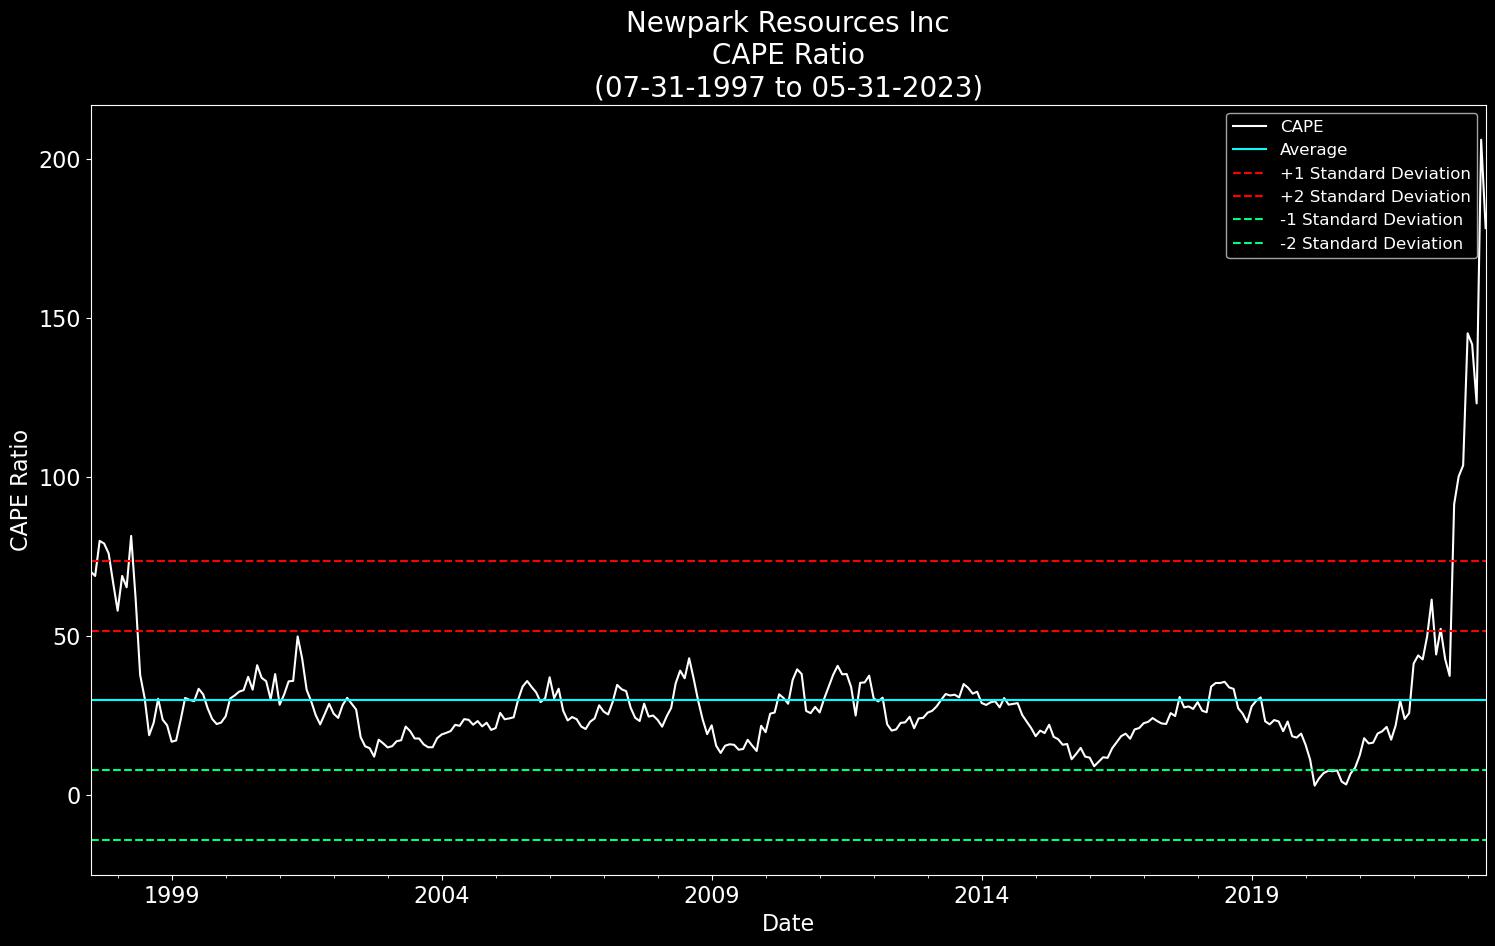 Newpark Resources Inc
CAPE Ratio
(07-31-1997 to 05-31-2023)
CAPE
Average
+1 Standard Deviation
+2 Standard Deviation
-1 Standard Deviation
-2 Standard Deviation
CAPE Ratio
200
150
100
50
0
1999
2004
2009
2014
2019
Date